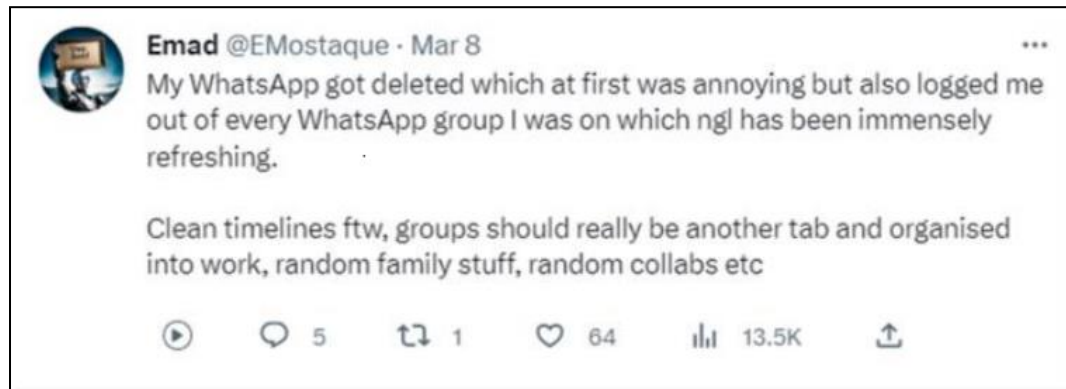 Emad @EMostaque · Mar 8
My WhatsApp got deleted which at first was annoying but also logged me
out of every WhatsApp group I was on which ngl has been immensely
refreshing.
Clean timelines ftw, groups should really be another tab and organised
into work, random family stuff, random collabs etc
5 1 64 13.5K